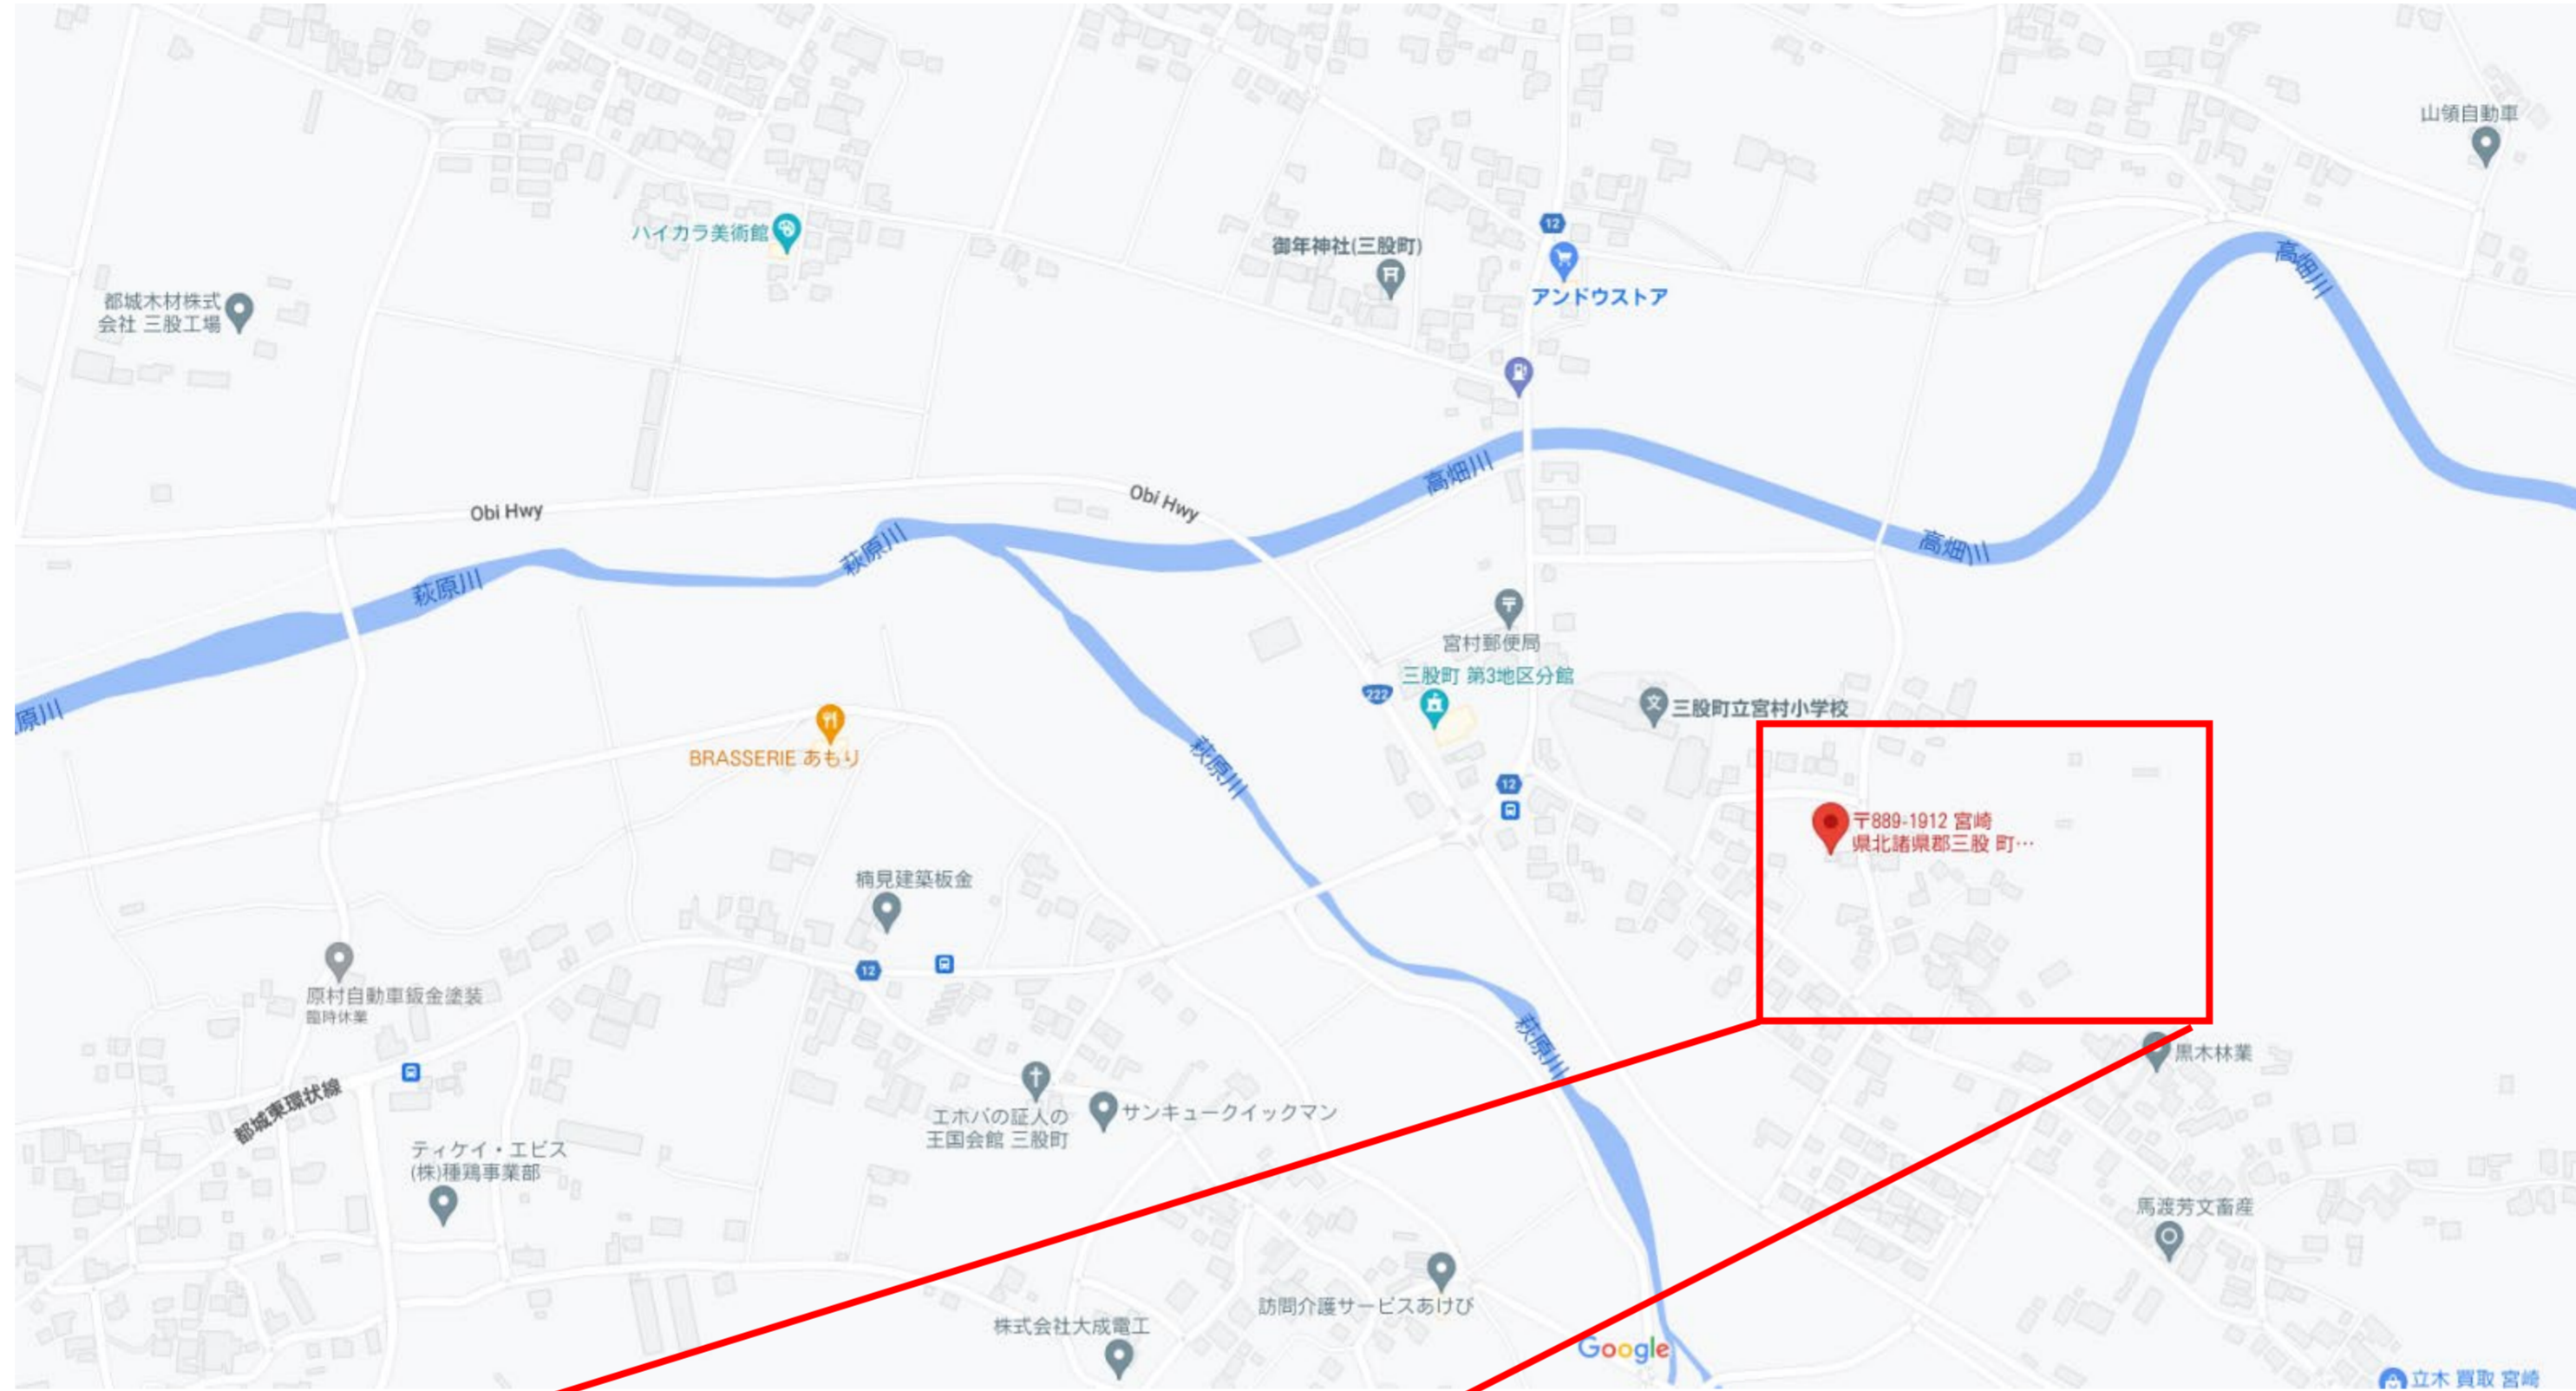 山領自動車
ハイカラ美術館
12
御年神社(三股町)
アンドウストア
高畑川
都城木材株式
会社 三股工場
高畑川
Obi Hwy
Obi Hwy
高畑川
萩原川
萩原川
宮村郵便局
三股町 第3地区分館
222
三股町立宮村小学校
原川
BRASSERIE あもり
萩原川
12
〒889-1912 宮崎
県北諸県郡三股 町…
楠見建築板金
12
原村自動車鈑金塗装
臨時休業
萩原川
黒木林業
都城東環状線
エホバの証人の
王国会館 三股町
サンキュークイックマン
ティケイ・エビス
(株)種鶏事業部
馬渡芳文畜産
訪問介護サービスあけび
株式会社大成電工
Google
立木 買取 宮崎